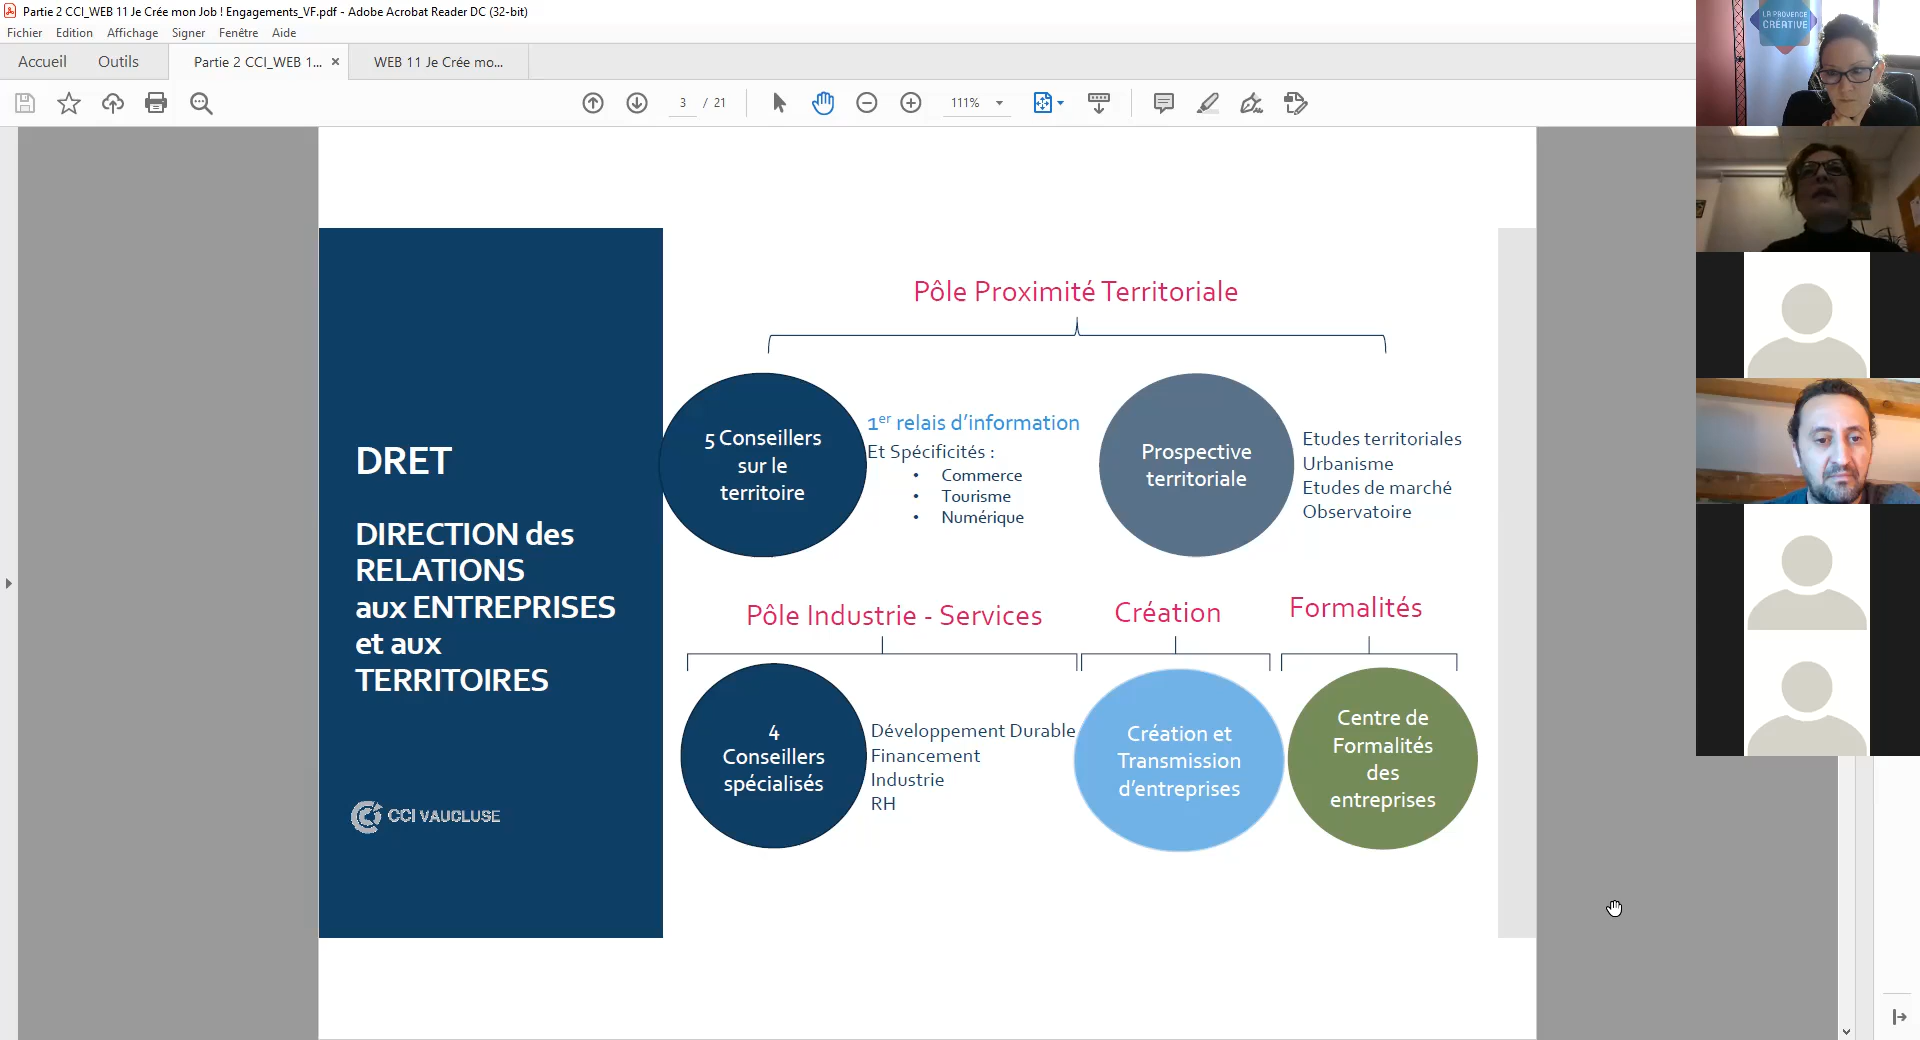 Partie 2 CCI_WEB 11 Je Crée mon Job ! Engagements_VF.pdf - Adobe Acrobat Reader DC (32-bit)
Fichier Edition Affichage Signer Fenêtre Aide
Accueil Outils Partie 2 CCI_WEB 1... × WEB 11 Je Crée mo...
3 / 21 111%
LA PROVENCE
CRÉATIVE
DRET
DIRECTION des
RELATIONS
aux ENTREPRISES
et aux
TERRITOIRES
CCI VAUCLUSE
Pôle Proximité Territoriale
5 Conseillers
sur le
territoire
1er relais d’information
Et Spécificités :
• Commerce
• Tourisme
• Numérique
Prospective
territoriale
Etudes territoriales
Urbanisme
Etudes de marché
Observatoire
Pôle Industrie - Services
4
Conseillers
spécialisés
Développement Durable
Financement
Industrie
RH
Création
Création et
Transmission
d’entreprises
Formalités
Centre de
Formalités
des
entreprises